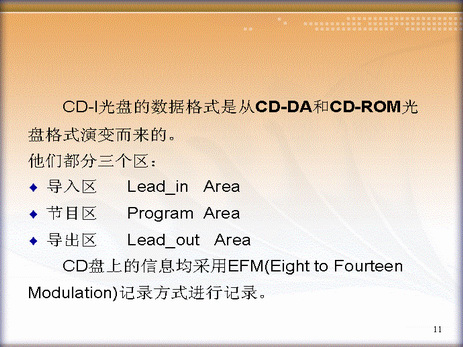 CD-I光盘的数据格式是从CD-DA和CD-ROM光
盘格式演变而来的。
他们都分三个区：
导入区 Lead_in Area
节目区 Program Area
导出区 Lead_out Area
CD盘上的信息均采用EFM(Eight to Fourteen
Modulation)记录方式进行记录。
11